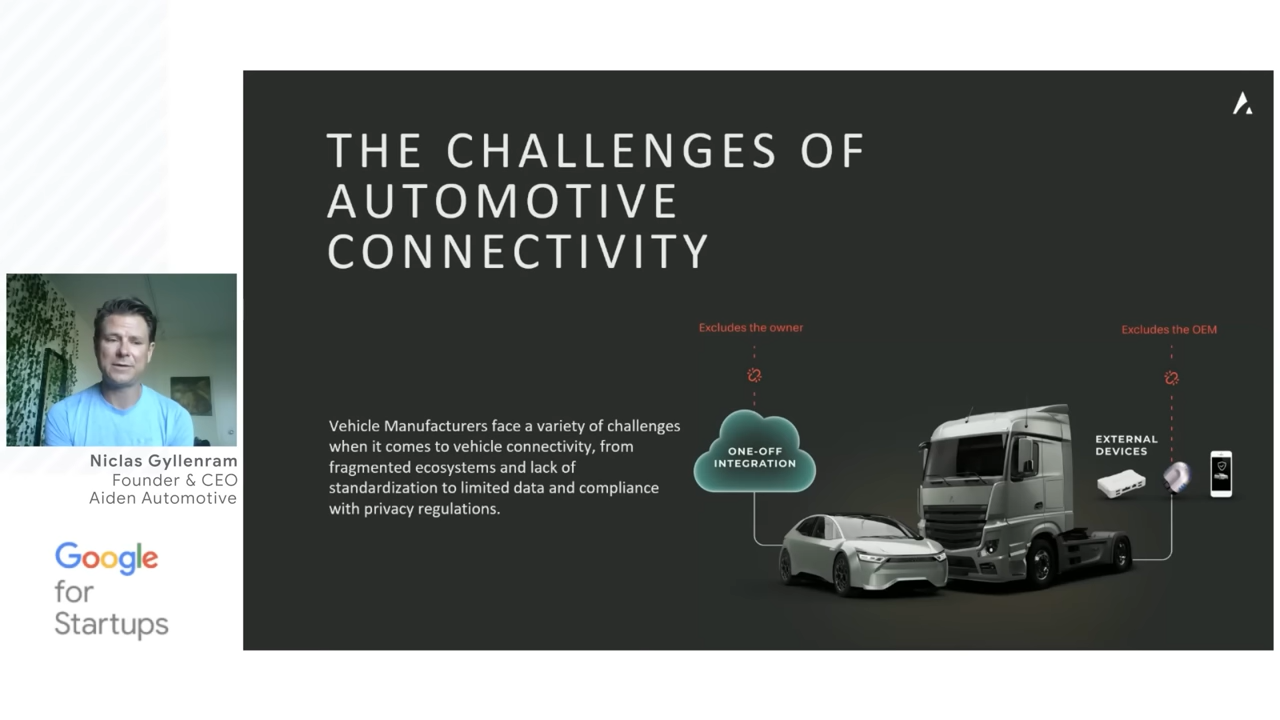 THE CHALLENGES OF
AUTOMOTIVE
CONNECTIVITY
Excludes the owner
Excludes the OEM
Vehicle Manufacturers face a variety of challenges
when it comes to vehicle connectivity, from
fragmented ecosystems and lack of
standardization to limited data and compliance
with privacy regulations.
ONE-OFF
INTEGRATION
EXTERNAL
DEVICES
Niclas Gyllenram
Founder & CEO
Aiden Automotive
Google
for
Startups